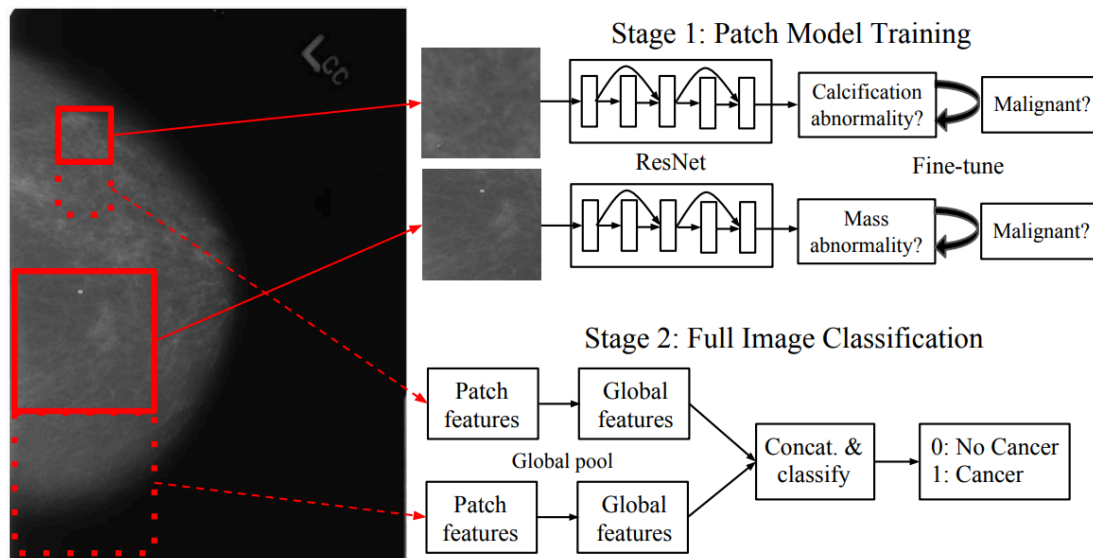 LCC
Stage 1: Patch Model Training
Calcification
abnormality?
Malignant?
ResNet
Fine-tune
Mass
abnormality?
Malignant?
Stage 2: Full Image Classification
Patch
features
Global
features
Global pool
Concat. &
classify
0: No Cancer
1: Cancer
Patch
features
Global
features